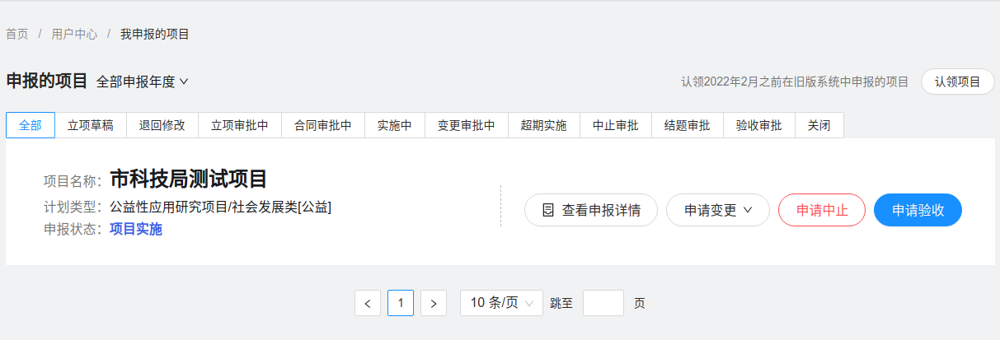 首页 / 用户中心 / 我申报的项目
申报的项目 全部申报年度 认领2022年2月之前在旧版系统中申报的项目 认领项目
全部 立项草稿 退回修改 立项审批中 合同审批中 实施中 变更审批中 超期实施 中止审批 结题审批 验收审批 关闭
项目名称: 市科技局测试项目
计划类型: 公益性应用研究项目/社会发展类[公益]
查看申报详情 申请变更 申请中止 申请验收
申报状态: 项目实施
< 1 > 10 条/页 跳至 页